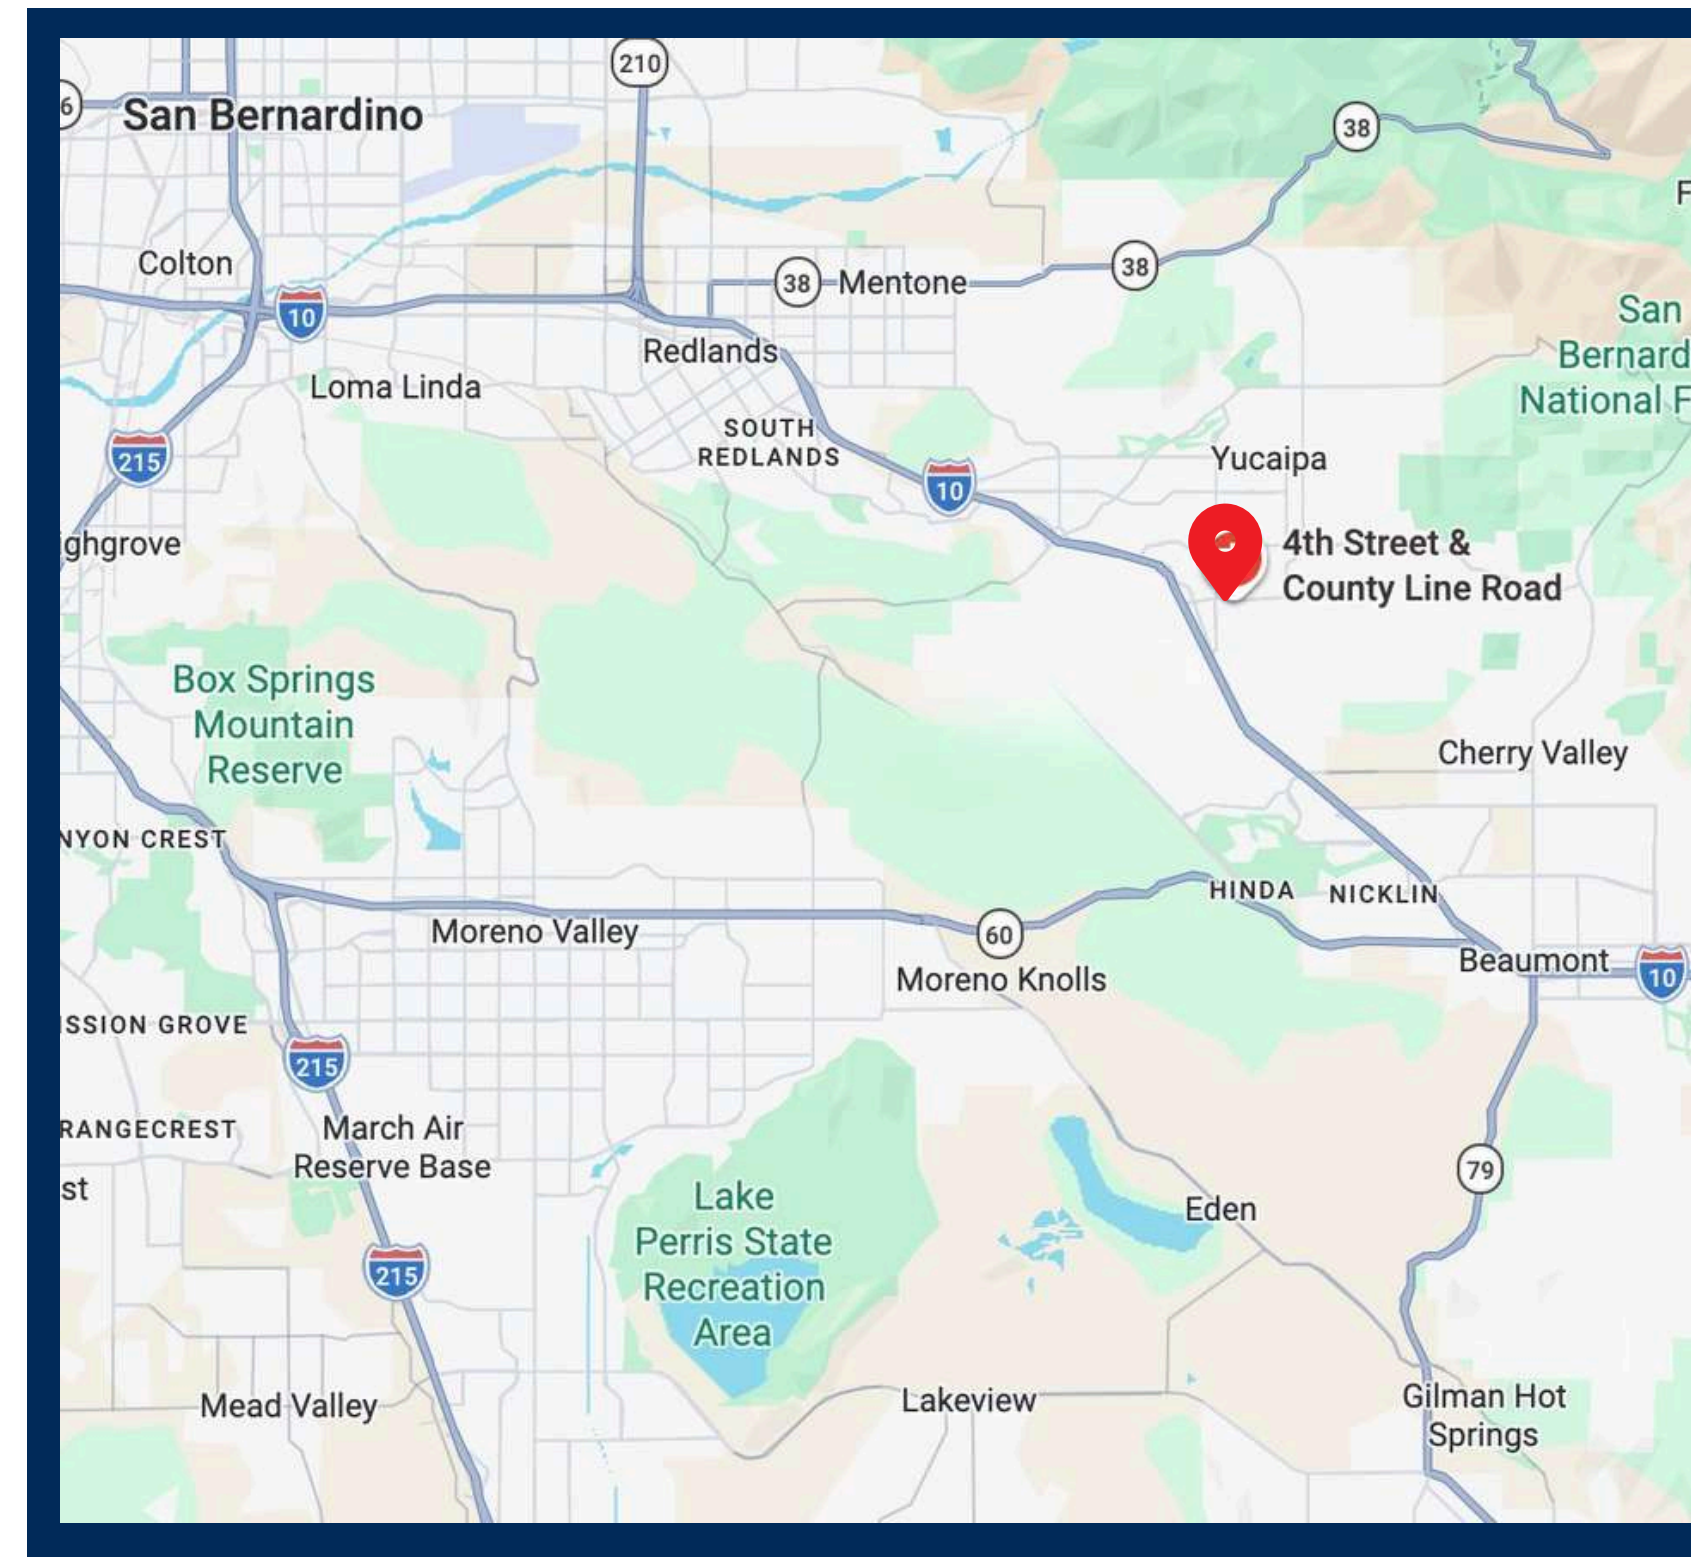 210
6
San Bernardino
38
F
Colton
38
38
Mentone
10
San
Bernard
National F
Redlands
Loma Linda
SOUTH
REDLANDS
215
Yucaipa
10
ghgrove
4th Street &
County Line Road
Box Springs
Mountain
Reserve
Cherry Valley
NYON CREST
HINDA
NICKLIN
Moreno Valley
60
Beaumont
10
Moreno Knolls
ISSION GROVE
215
RANGECREST
March Air
Reserve Base
79
st
Lake
Perris State
Recreation
Area
Eden
215
Mead Valley
Lakeview
Gilman Hot
Springs